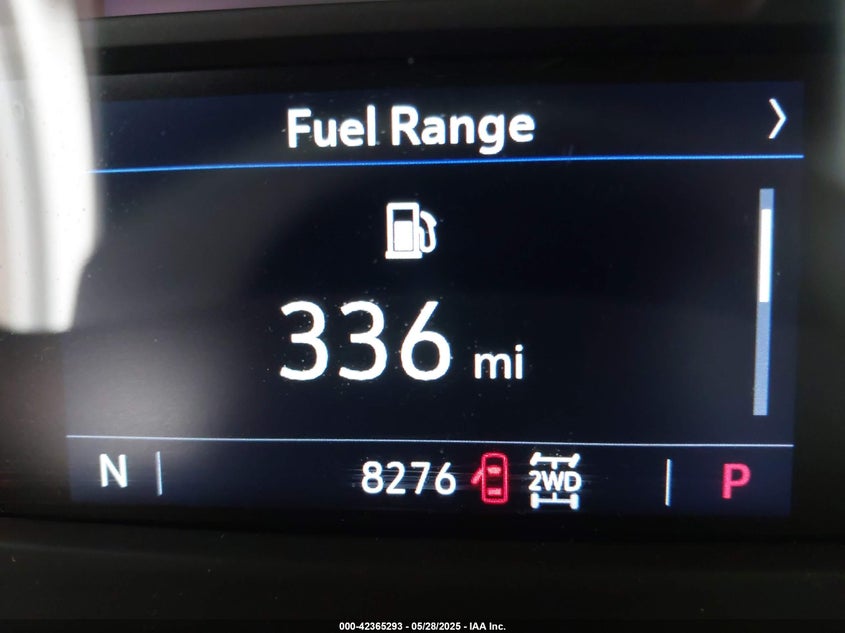 Fuel Range
336 mi
N 8276 2WD P
000-42365293 - 05/28/2025 - IAA Inc.